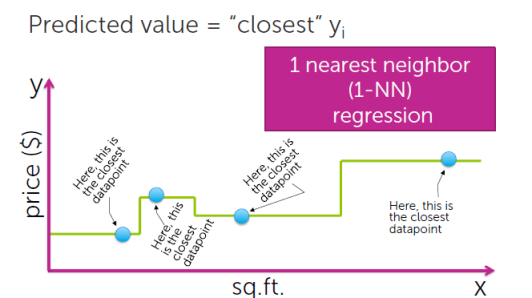 Predicted value = “closest” yᵢ
1 nearest neighbor
(1-NN)
regression
y
price ($)
Here, this is
the closest
datapoint
Here, this
is the
closest
datapoint
Here, this is
the closest
datapoint
Here, this is
the closest
datapoint
sq.ft.
x